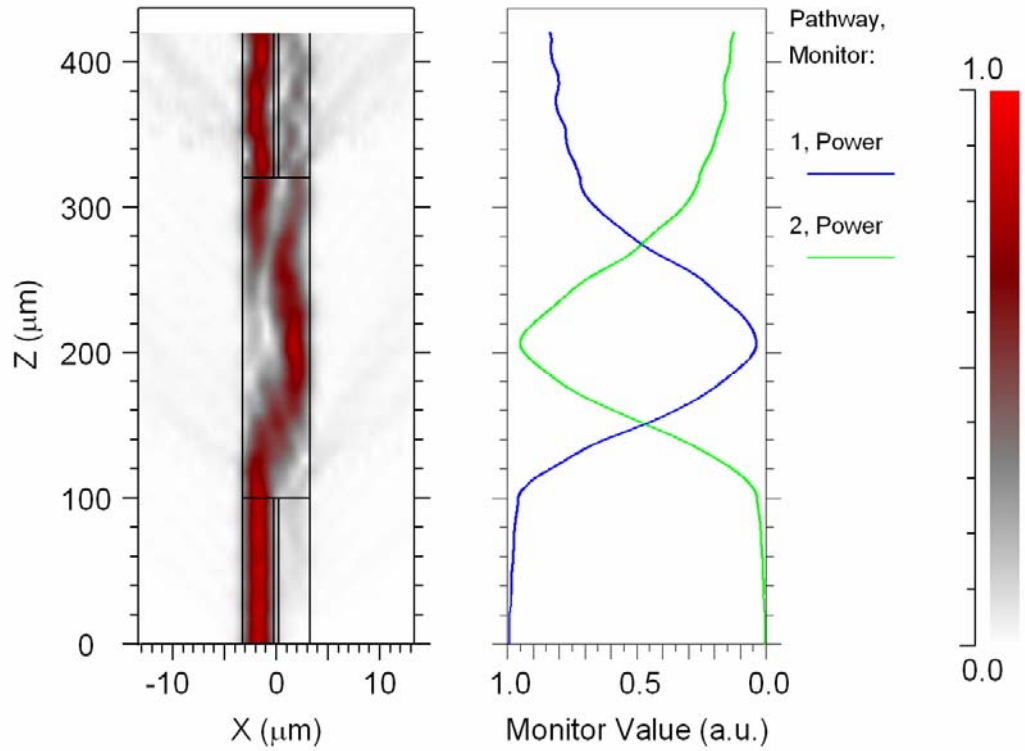 Pathway,
Monitor:
1.0
1, Power
2, Power
400
300
200
100
0
Z (μm)
-10 0 10
X (μm)
1.0 0.5 0.0
Monitor Value (a.u.)
0.0